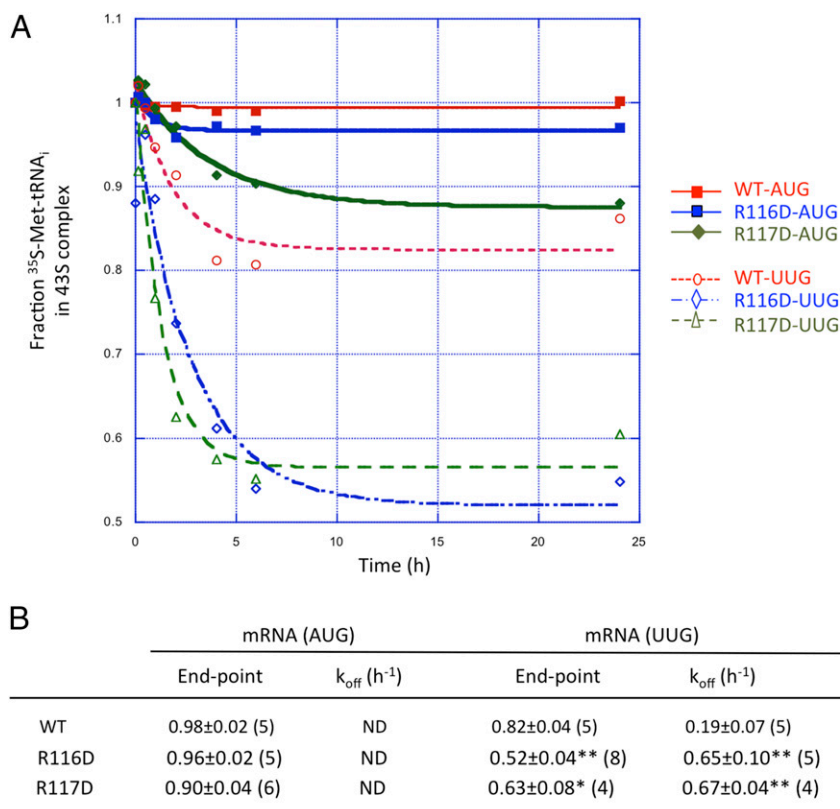 A
1.1
1
0.9
0.8
0.7
0.6
0.5
0 5 10 15 20 25
Time (h)
Fraction ³⁵S-Met-tRNAᵢ
in 43S complex
WT-AUG
R116D-AUG
R117D-AUG
WT-UUG
R116D-UUG
R117D-UUG
B
mRNA (AUG) mRNA (UUG)
End-point k_off (h⁻¹) End-point k_off (h⁻¹)
WT 0.98±0.02 (5) ND 0.82±0.04 (5) 0.19±0.07 (5)
R116D 0.96±0.02 (5) ND 0.52±0.04** (8) 0.65±0.10** (5)
R117D 0.90±0.04 (6) ND 0.63±0.08* (4) 0.67±0.04** (4)